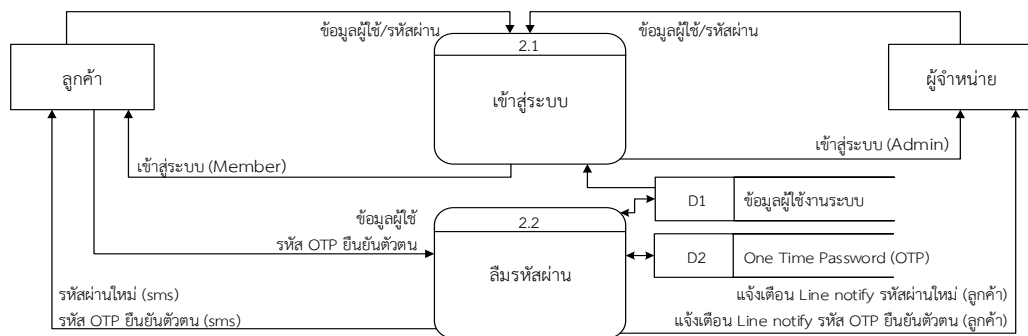 ข้อมูลผู้ใช้/รหัสผ่าน
2.1
ข้อมูลผู้ใช้/รหัสผ่าน
ลูกค้า
เข้าสู่ระบบ
ผู้จำหน่าย
เข้าสู่ระบบ (Member)
เข้าสู่ระบบ (Admin)
D1
ข้อมูลผู้ใช้งานระบบ
ข้อมูลผู้ใช้
รหัส OTP ยืนยันตัวตน
2.2
ลืมรหัสผ่าน
D2
One Time Password (OTP)
รหัสผ่านใหม่ (sms)
รหัส OTP ยืนยันตัวตน (sms)
แจ้งเตือน Line notify รหัสผ่านใหม่ (ลูกค้า)
แจ้งเตือน Line notify รหัส OTP ยืนยันตัวตน (ลูกค้า)